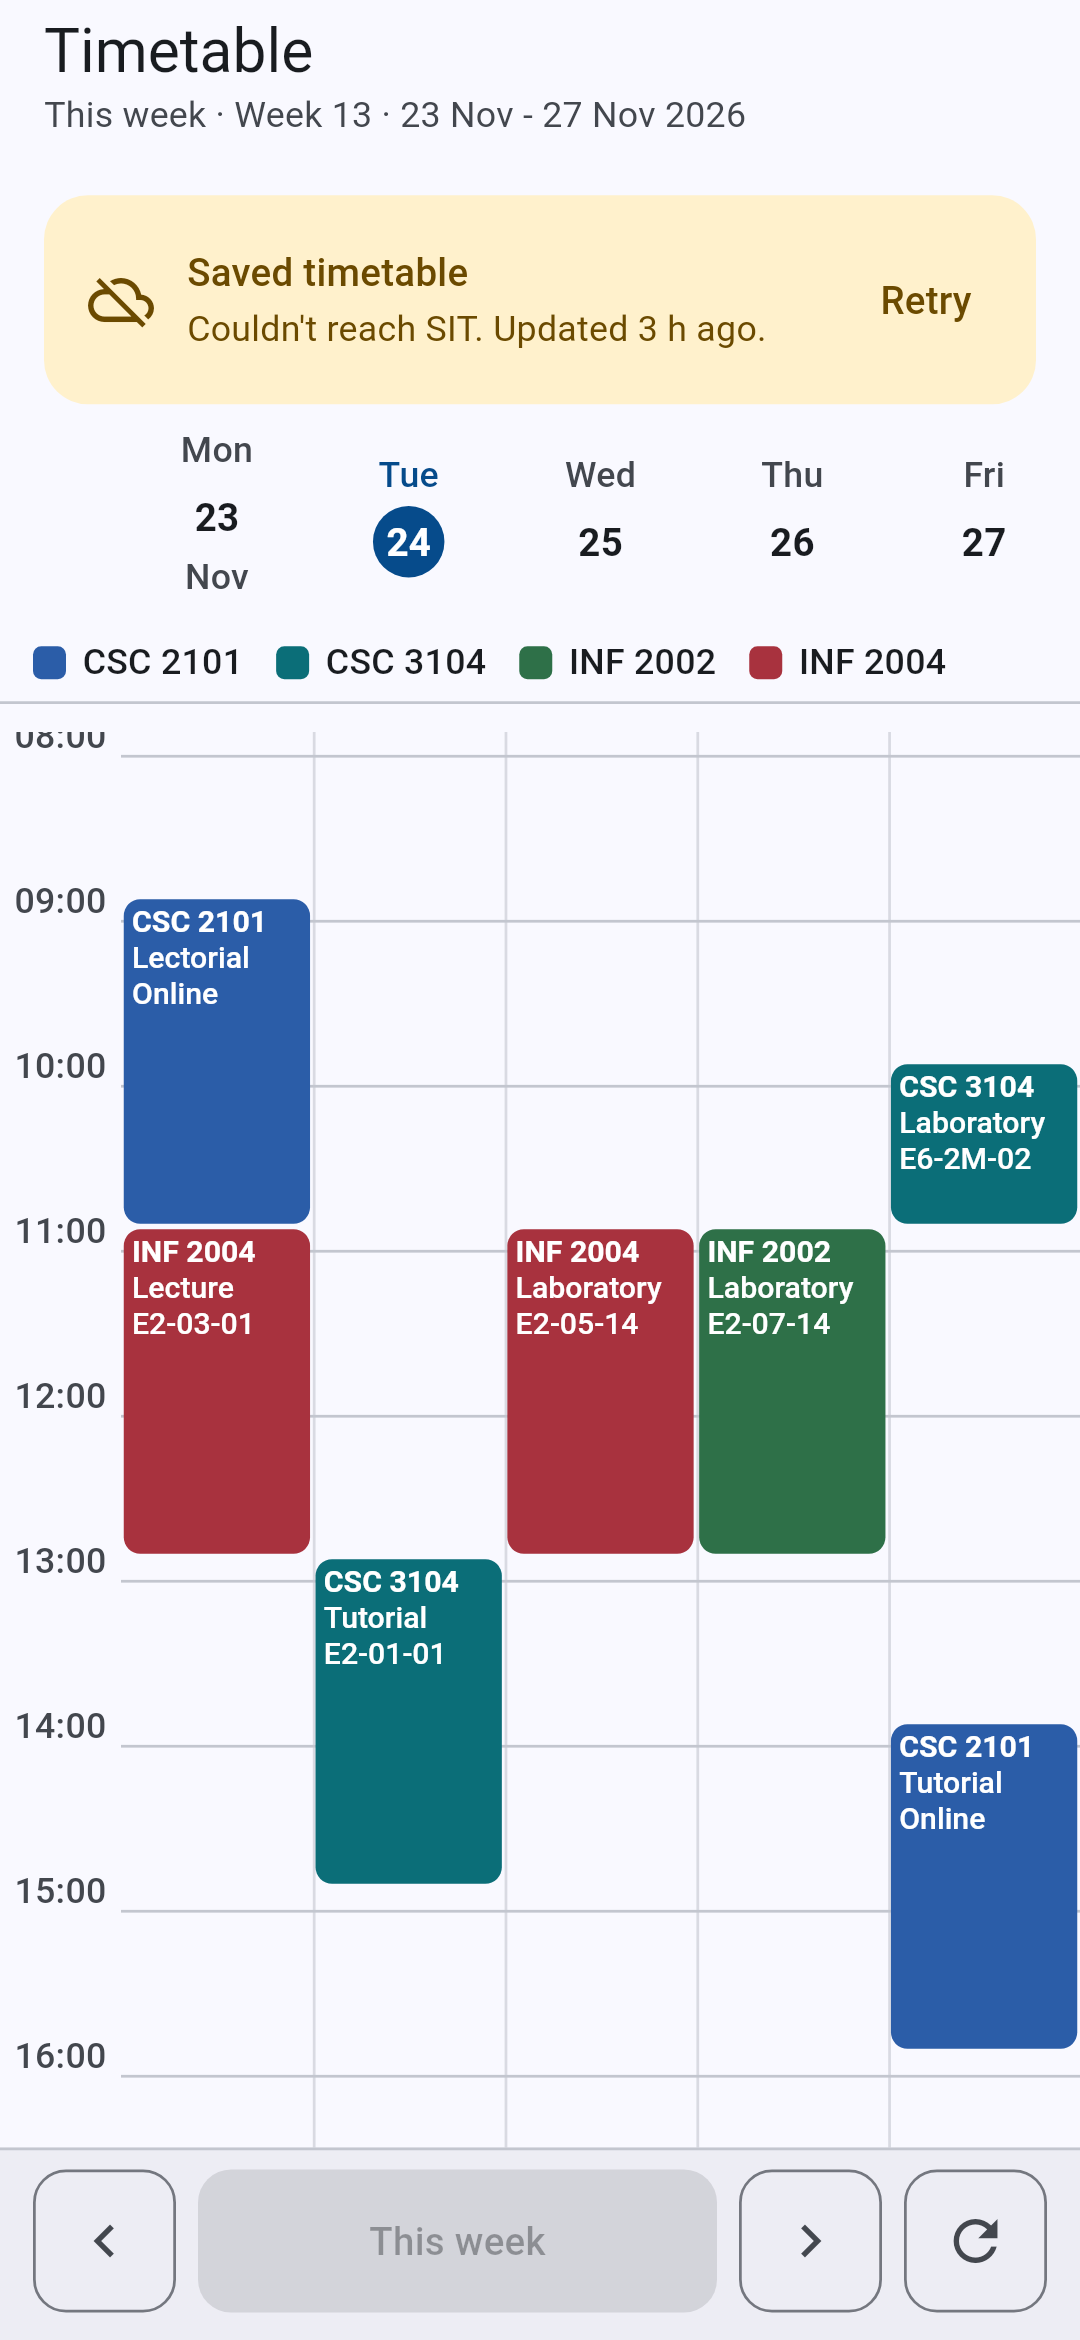 Timetable
This week · Week 13 · 23 Nov - 27 Nov 2026
Saved timetable
Couldn't reach SIT. Updated 3 h ago.
Retry
Mon
23
Nov
Tue
24
Wed
25
Thu
26
Fri
27
CSC 2101
CSC 3104
INF 2002
INF 2004
08:00
09:00
CSC 2101
Lectorial
Online
10:00
CSC 3104
Laboratory
E6-2M-02
11:00
INF 2004
Lecture
E2-03-01
INF 2004
Laboratory
E2-05-14
INF 2002
Laboratory
E2-07-14
12:00
13:00
CSC 3104
Tutorial
E2-01-01
14:00
CSC 2101
Tutorial
Online
15:00
16:00
This week